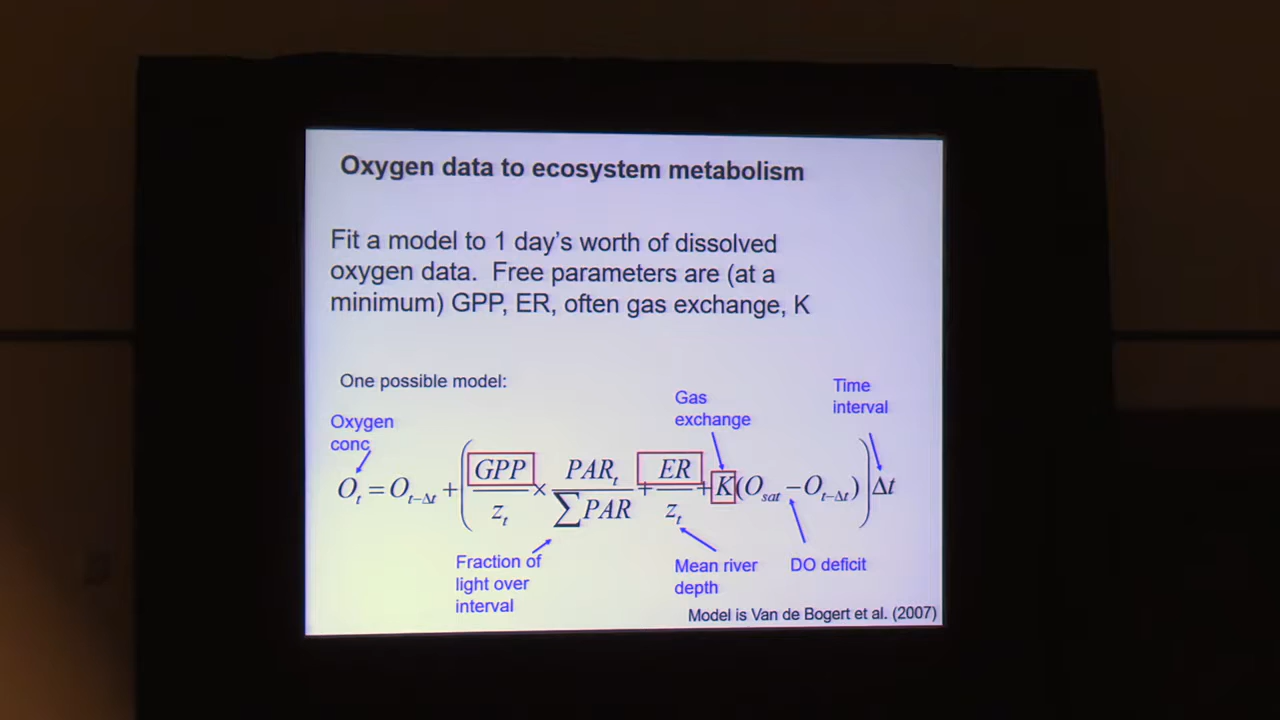 Oxygen data to ecosystem metabolism
Fit a model to 1 day’s worth of dissolved
oxygen data. Free parameters are (at a
minimum) GPP, ER, often gas exchange, K
One possible model:
Oxygen
conc
Gas
exchange
Time
interval
O_t = O_{t−Δt} + (GPP/z_t × PAR_t/∑PAR + ER/z_t + K(O_sat − O_{t−Δt}))Δt
Fraction of
light over
interval
Mean river
depth
DO deficit
Model is Van de Bogert et al. (2007)